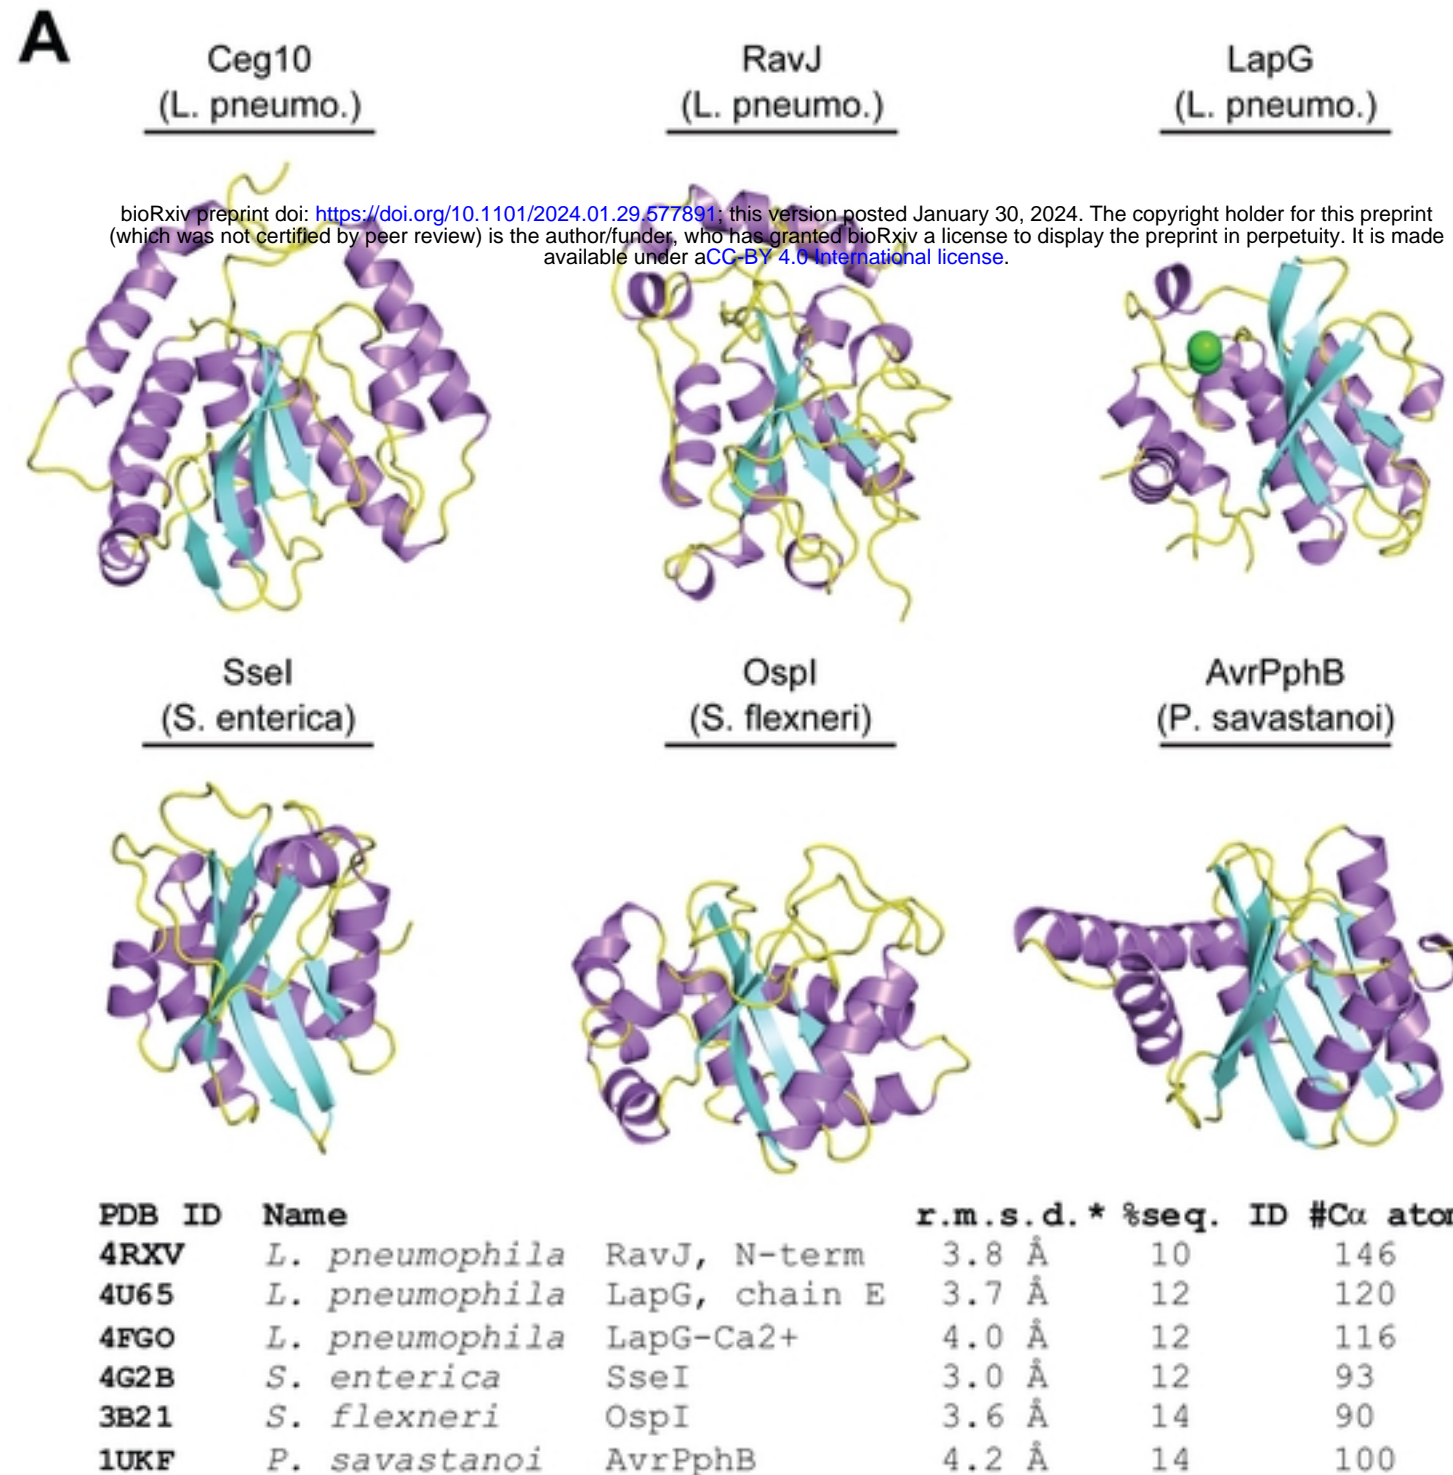 A
Ceg10
(L. pneumo.)
RavJ
(L. pneumo.)
LapG
(L. pneumo.)
bioRxiv preprint doi: https://doi.org/10.1101/2024.01.29.577891; this version posted January 30, 2024. The copyright holder for this preprint
(which was not certified by peer review) is the author/funder, who has granted bioRxiv a license to display the preprint in perpetuity. It is made
available under aCC-BY 4.0 International license.
SseI
(S. enterica)
OspI
(S. flexneri)
AvrPphB
(P. savastanoi)
PDB ID Name r.m.s.d.* %seq. ID #Cα atom
4RXV L. pneumophila RavJ, N-term 3.8 Å 10 146
4U65 L. pneumophila LapG, chain E 3.7 Å 12 120
4FGO L. pneumophila LapG-Ca2+ 4.0 Å 12 116
4G2B S. enterica SseI 3.0 Å 12 93
3B21 S. flexneri OspI 3.6 Å 14 90
1UKF P. savastanoi AvrPphB 4.2 Å 14 100